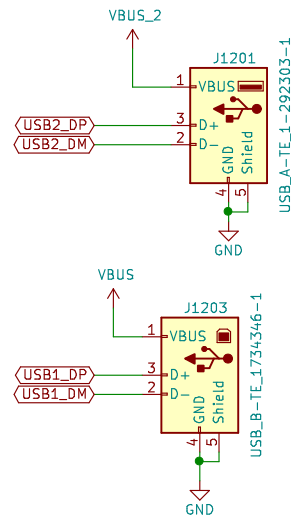 VBUS_2
J1201
1
VBUS
USB2_DP
3
D+
USB2_DM
2
D-
GND
Shield
4
5
USB_A-TE_1-292303-1
GND
VBUS
J1203
1
VBUS
USB1_DP
3
D+
USB1_DM
2
D-
GND
Shield
4
5
USB_B-TE_1734346-1
GND